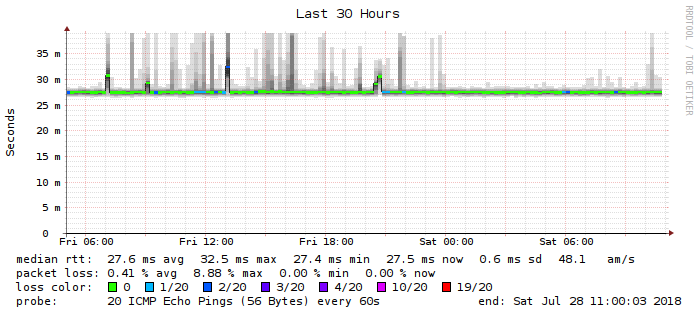 Last 30 Hours
RRDTOOL / TOBI OETIKER
Seconds
35 m
30 m
25 m
20 m
15 m
10 m
5 m
0
Fri 06:00 Fri 12:00 Fri 18:00 Sat 00:00 Sat 06:00
median rtt: 27.6 ms avg 32.5 ms max 27.4 ms min 27.5 ms now 0.6 ms sd 48.1 am/s
packet loss: 0.41 % avg 8.88 % max 0.00 % min 0.00 % now
loss color: 0 1/20 2/20 3/20 4/20 10/20 19/20
probe: 20 ICMP Echo Pings (56 Bytes) every 60s end: Sat Jul 28 11:00:03 2018